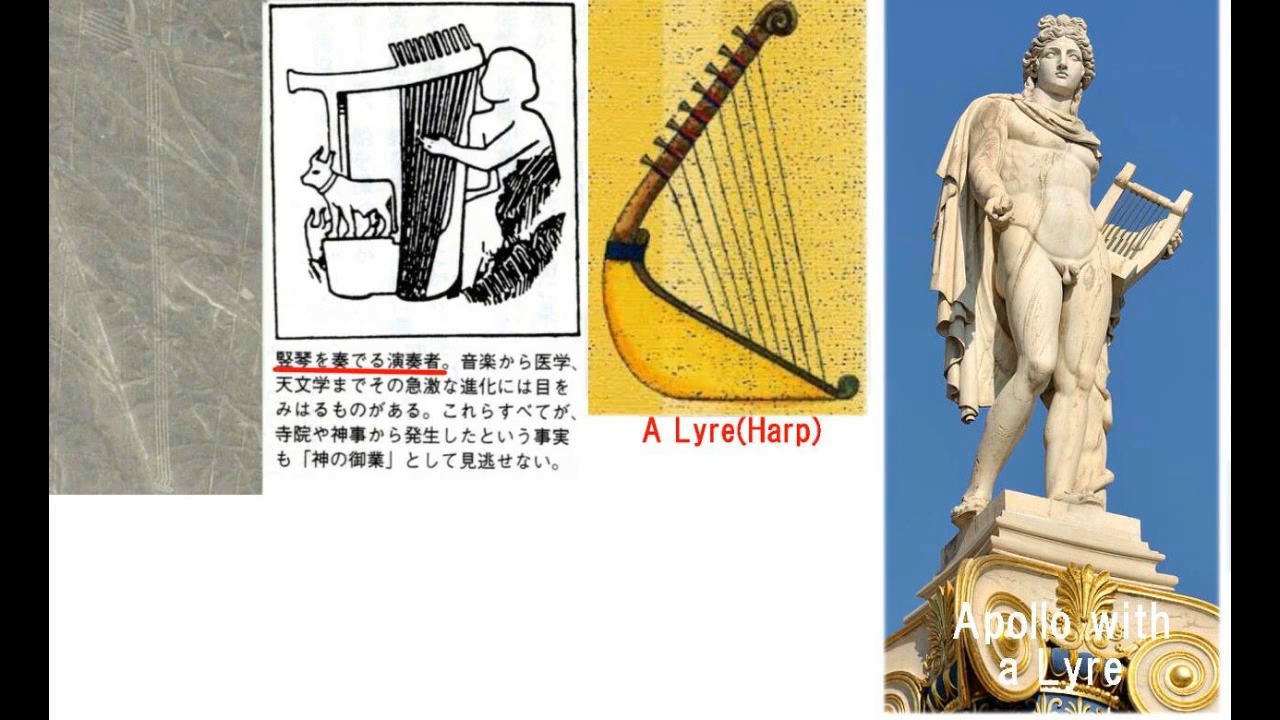 竪琴を奏でる演奏者。音楽から医学、
天文学までその急激な進化には目を
みはるものがある。これらすべてが、
寺院や神事から発生したという事実
も「神の御業」として見逃せない。
A Lyre(Harp)
Apollo with
a Lyre